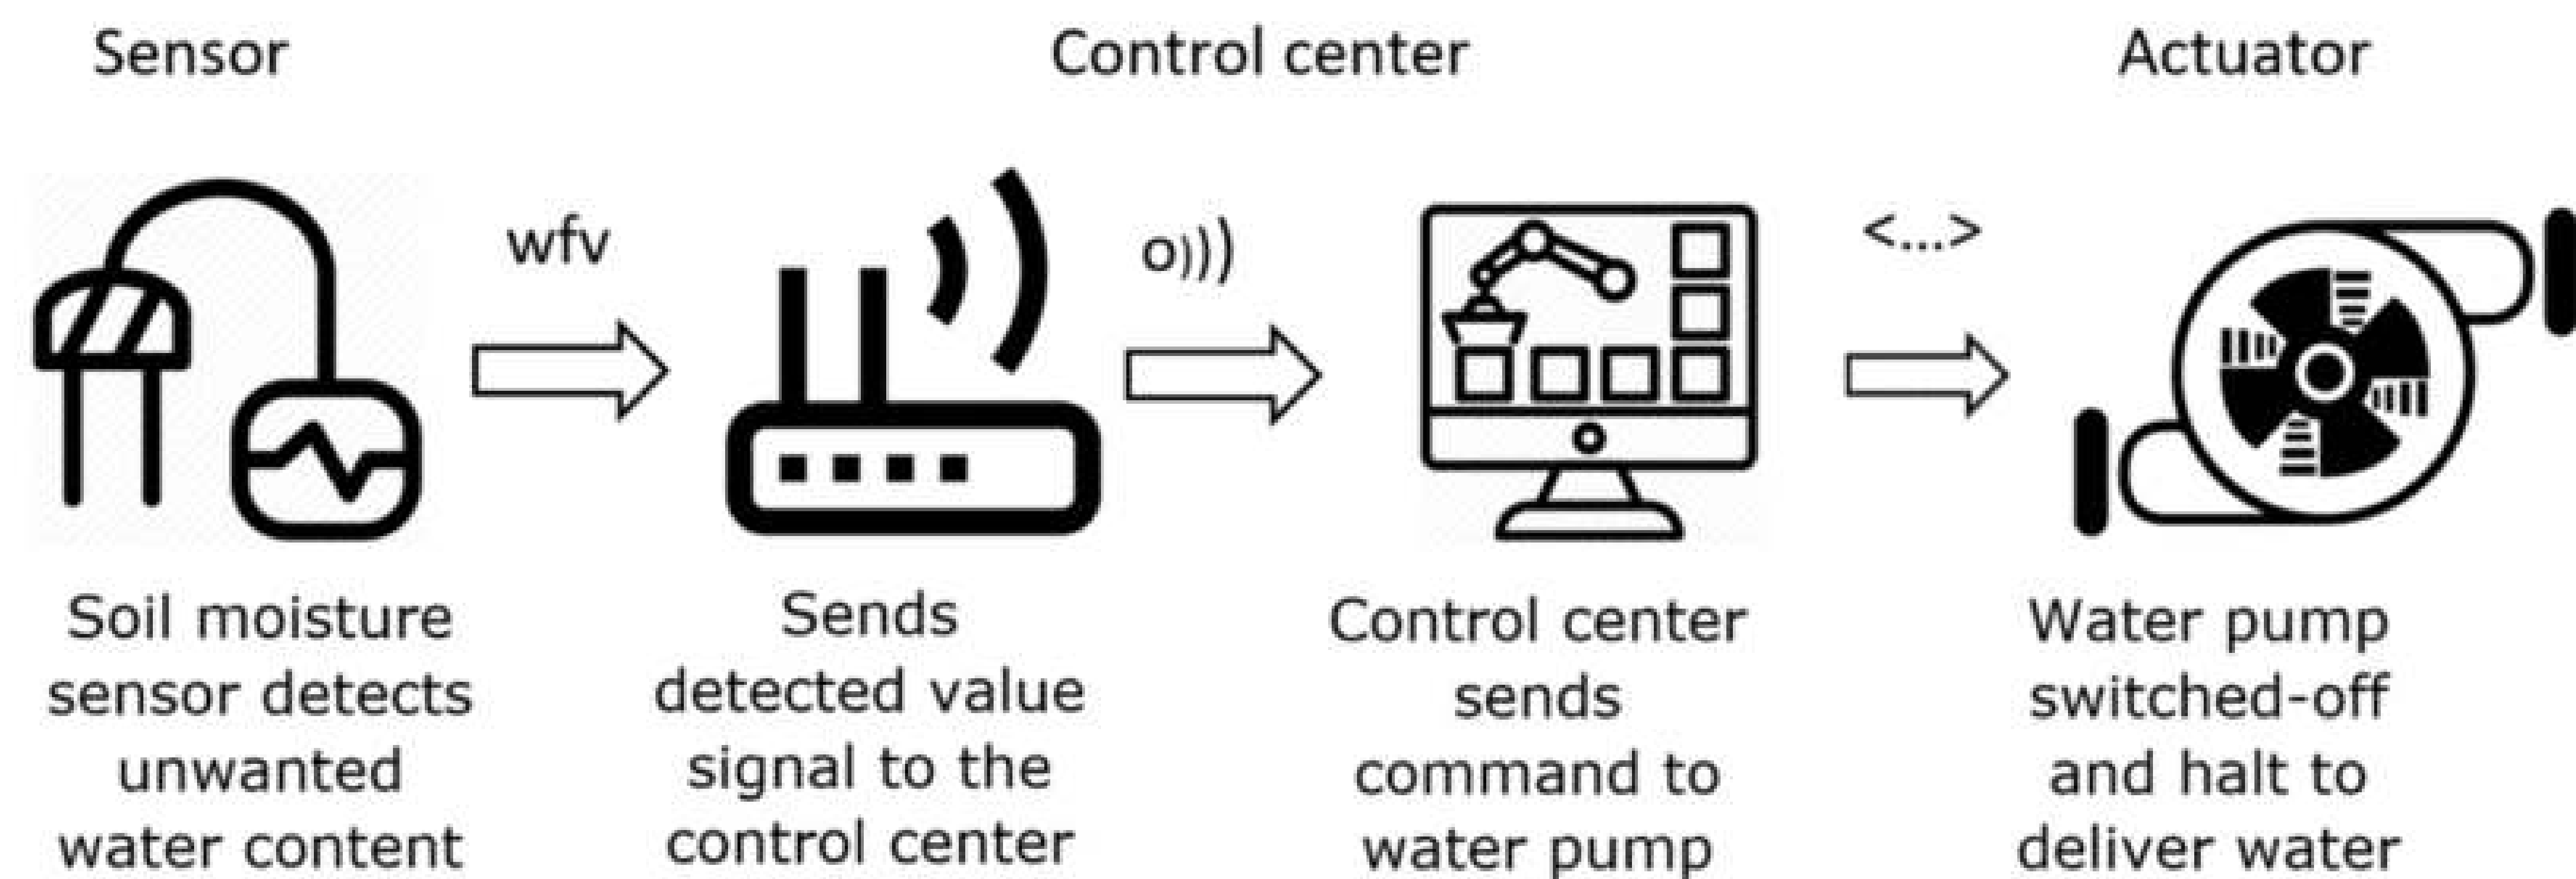 Sensor
Control center
Actuator
wfv
o)))
<...>
Soil moisture
sensor detects
unwanted
water content
Sends
detected value
signal to the
control center
Control center
sends
command to
water pump
Water pump
switched-off
and halt to
deliver water